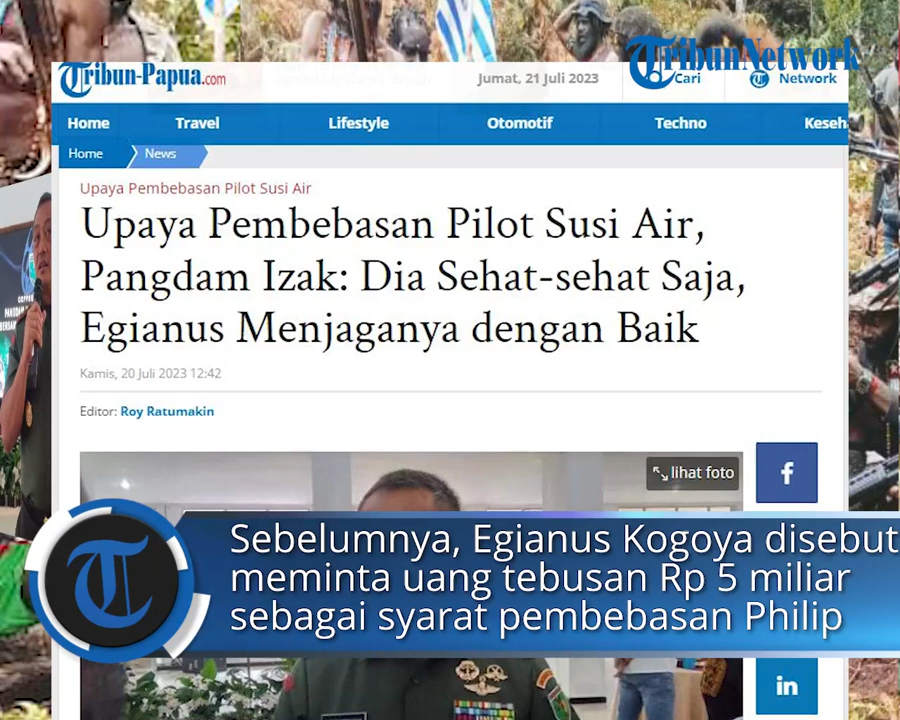 TribunNetwork
Tribun-Papua.com
Jumat, 21 Juli 2023
Cari
Network
Home Travel Lifestyle Otomotif Techno Keseh
Home News
Upaya Pembebasan Pilot Susi Air
Upaya Pembebasan Pilot Susi Air,
Pangdam Izak: Dia Sehat-sehat Saja,
Egianus Menjaganya dengan Baik
Kamis, 20 Juli 2023 12:42
Editor: Roy Ratumakin
lihat foto
f
Sebelumnya, Egianus Kogoya disebut
meminta uang tebusan Rp 5 miliar
sebagai syarat pembebasan Philip
T
in